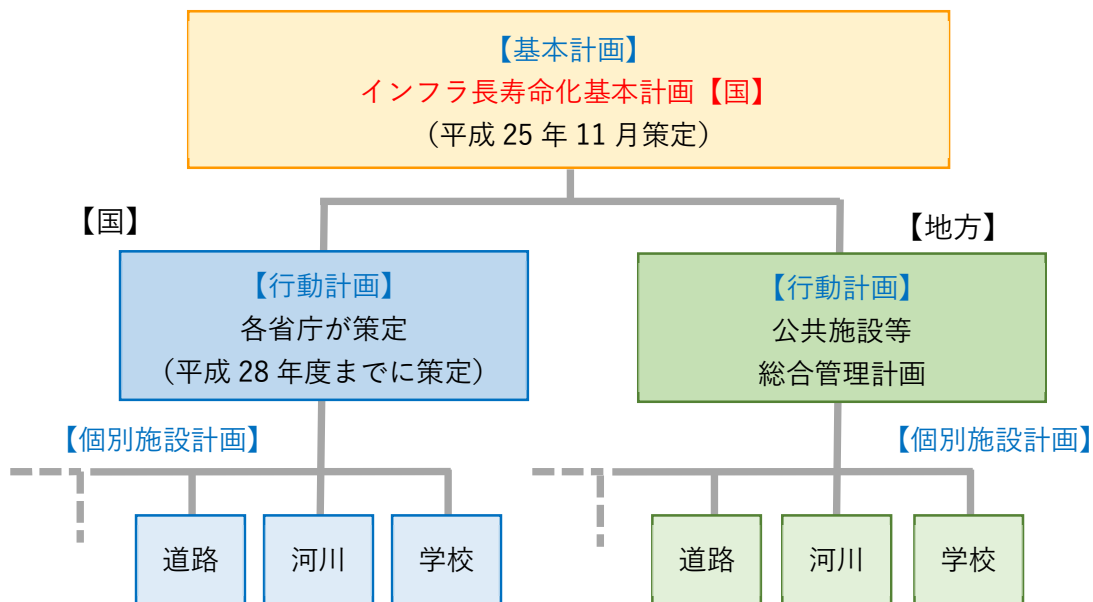 【基本計画】
インフラ長寿命化基本計画【国】
（平成 25 年 11 月策定）
【国】
【地方】
【行動計画】
各省庁が策定
（平成 28 年度までに策定）
【行動計画】
公共施設等
総合管理計画
【個別施設計画】
【個別施設計画】
道路
河川
学校
道路
河川
学校